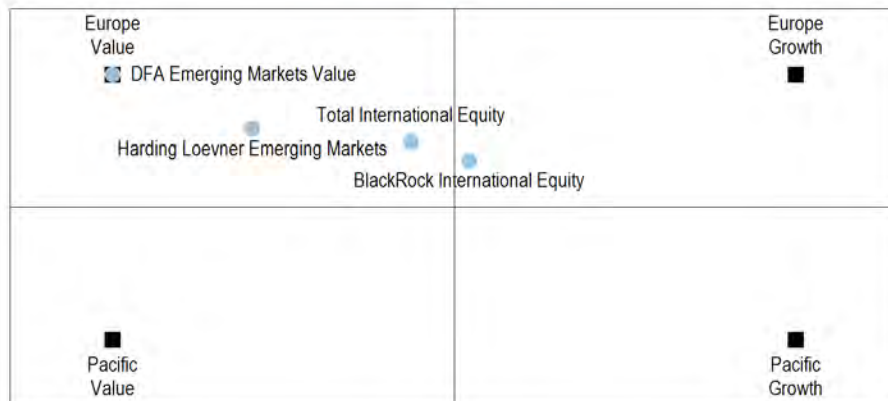 Europe
Value
Europe
Growth
DFA Emerging Markets Value
Total International Equity
Harding Loevner Emerging Markets
BlackRock International Equity
Pacific
Value
Pacific
Growth